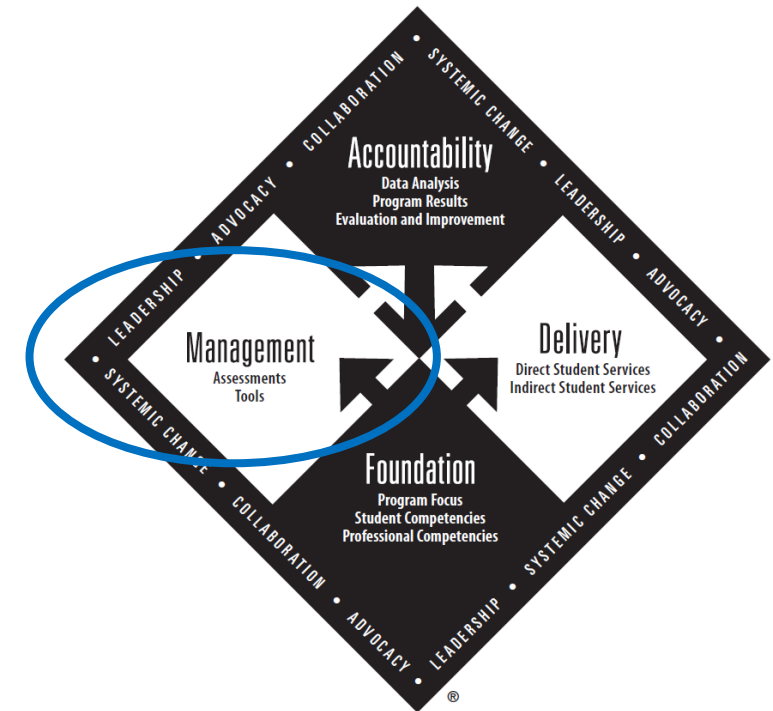 COLLABORATION • SYSTEMIC CHANGE • LEADERSHIP • ADVOCACY •
LEADERSHIP • ADVOCACY •
Accountability
Data Analysis
Program Results
Evaluation and Improvement
Management
Assessments
Tools
Delivery
Direct Student Services
Indirect Student Services
Foundation
Program Focus
Student Competencies
Professional Competencies
• SYSTEMIC CHANGE • COLLABORATION • ADVOCACY •
LEADERSHIP • SYSTEMIC CHANGE • COLLABORATION
®